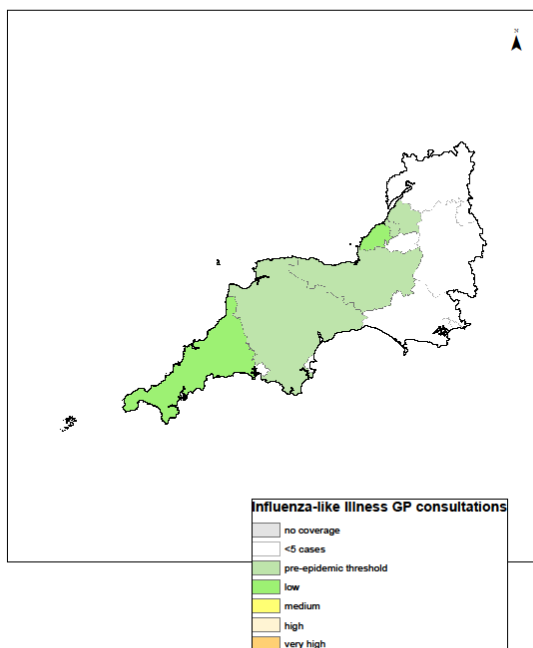 N
Influenza-like Illness GP consultations
no coverage
<5 cases
pre-epidemic threshold
low
medium
high
very high